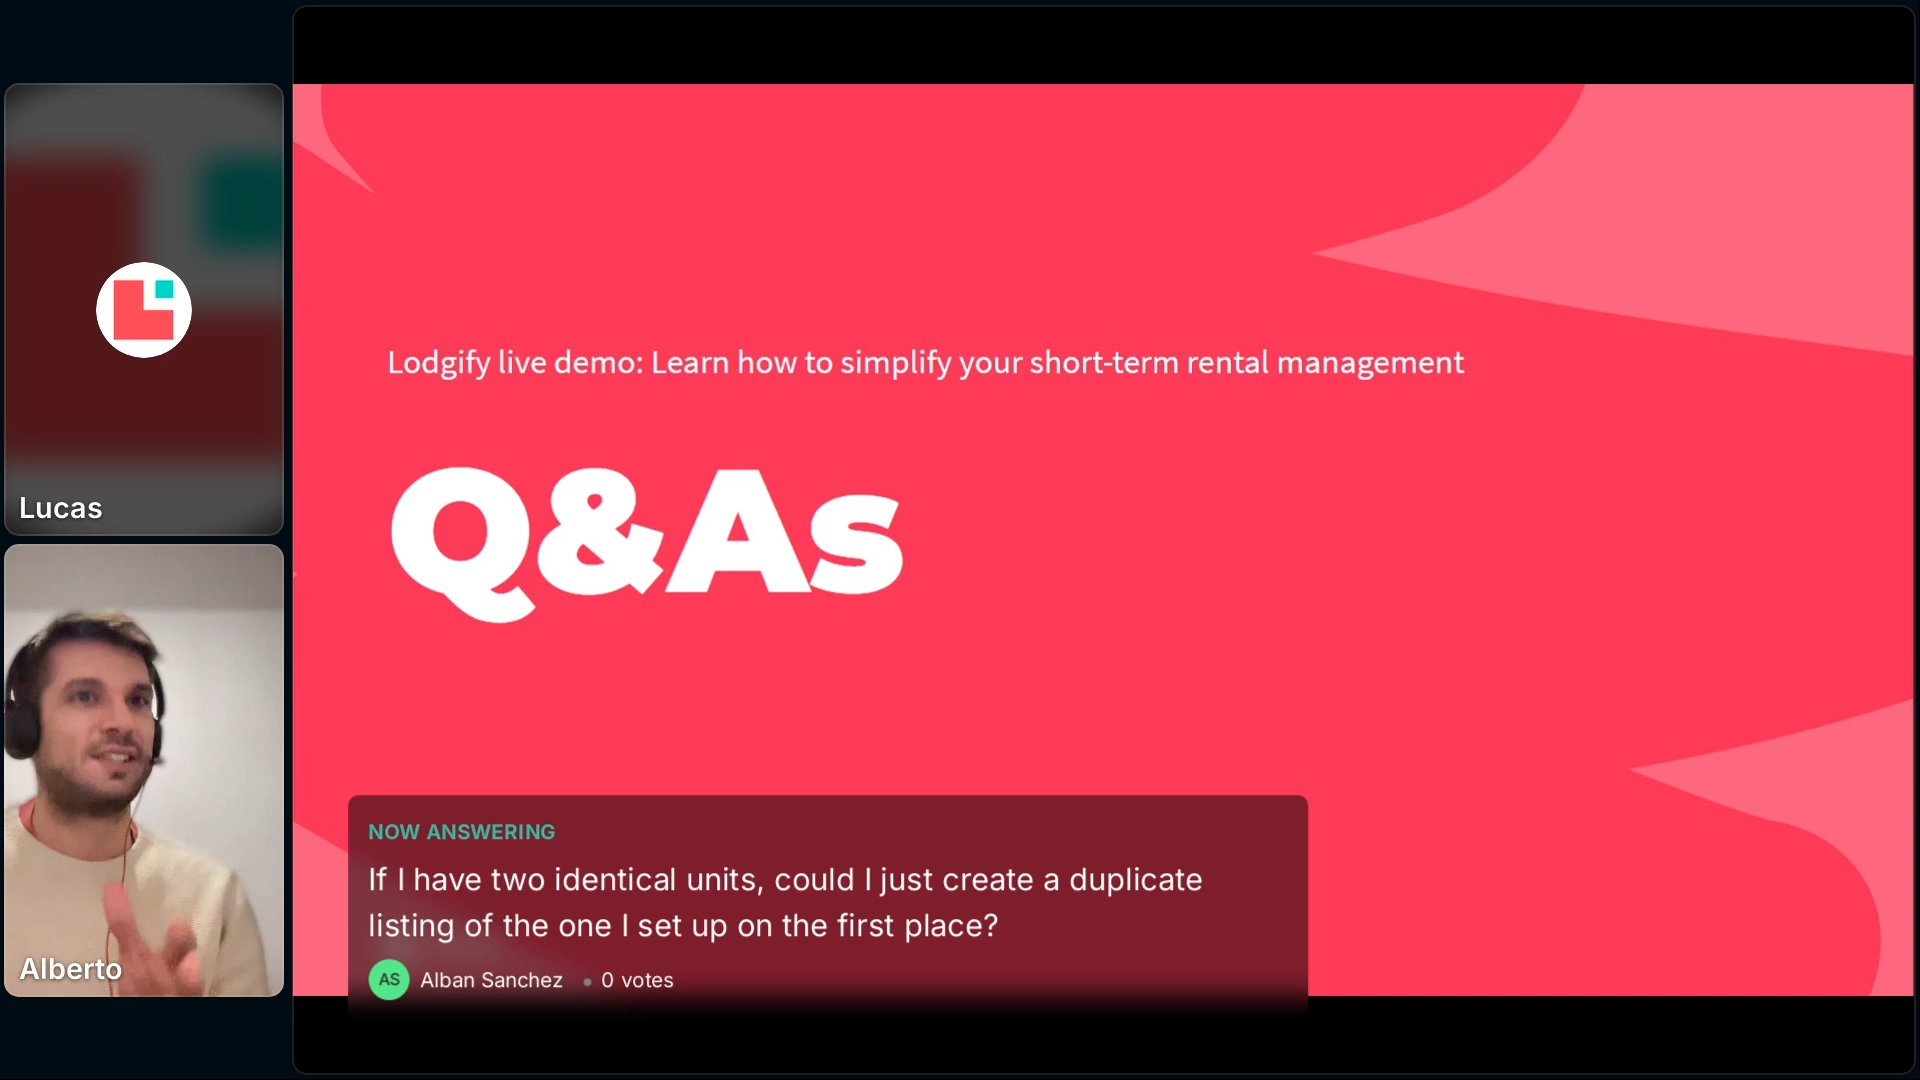 Lucas
Alberto
Lodgify live demo: Learn how to simplify your short-term rental management
Q&As
NOW ANSWERING
If I have two identical units, could I just create a duplicate
listing of the one I set up on the first place?
AS Alban Sanchez • 0 votes